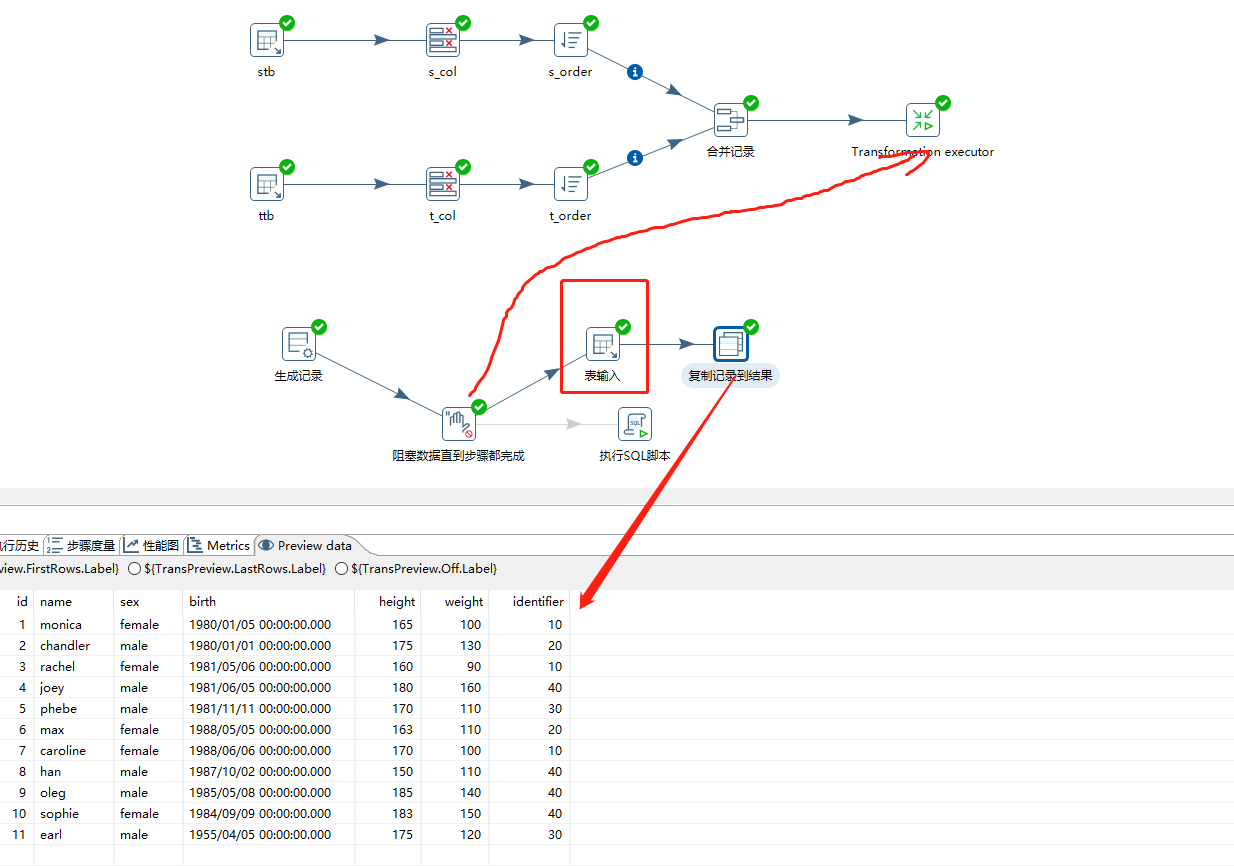 stb s_col s_order
合并记录 Transformation executor
ttb t_col t_order
生成记录 表输入 复制记录到结果
阻塞数据直到步骤都完成 执行SQL脚本
行历史 步骤度量 性能图 Metrics Preview data
view.FirstRows.Label} ${TransPreview.LastRows.Label} ${TransPreview.Off.Label}
id name sex birth height weight identifier
1 monica female 1980/01/05 00:00:00.000 165 100 10
2 chandler male 1980/01/01 00:00:00.000 175 130 20
3 rachel female 1981/05/06 00:00:00.000 160 90 10
4 joey male 1981/06/05 00:00:00.000 180 160 40
5 phebe male 1981/11/11 00:00:00.000 170 110 30
6 max female 1988/05/05 00:00:00.000 163 110 20
7 caroline female 1988/06/06 00:00:00.000 170 100 10
8 han male 1987/10/02 00:00:00.000 150 110 40
9 oleg male 1985/05/08 00:00:00.000 185 140 40
10 sophie female 1984/09/09 00:00:00.000 183 150 40
11 earl male 1955/04/05 00:00:00.000 175 120 30